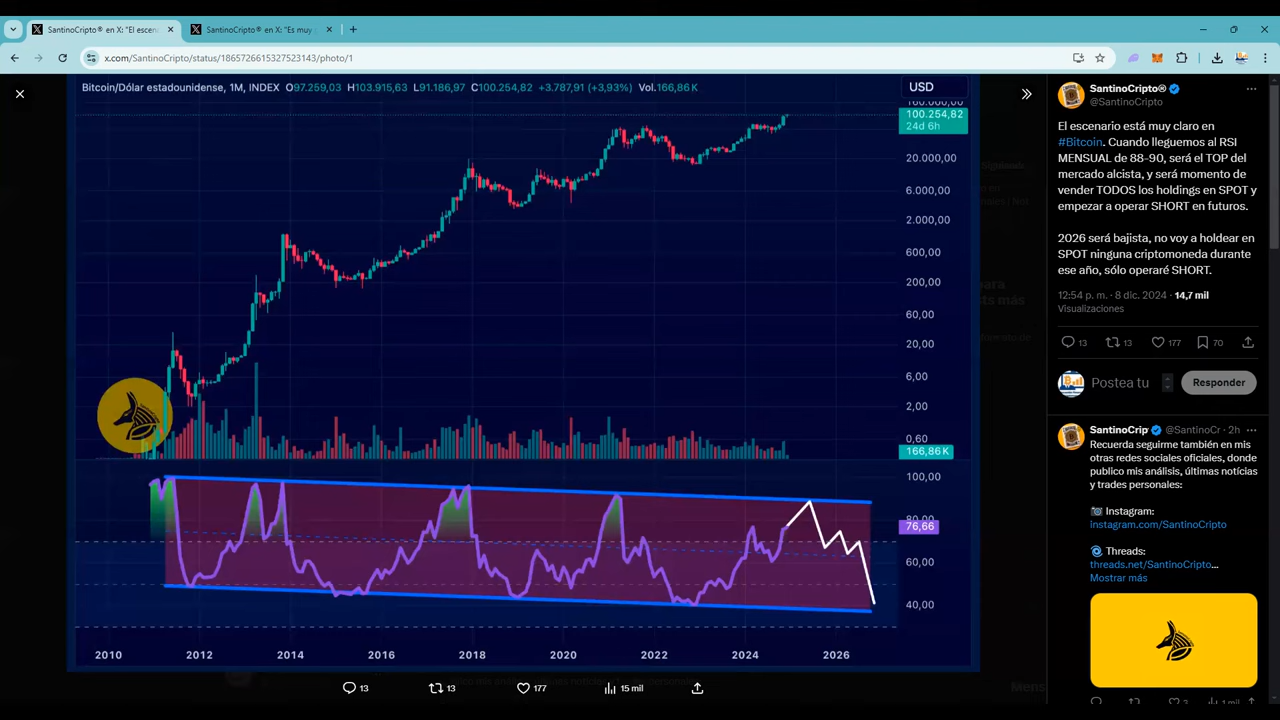 SantinoCripto® en X: "El escen
SantinoCripto® en X: "Es muy
x.com/SantinoCripto/status/1865726615327523143/photo/1
Bitcoin/Dólar estadounidense, 1M, INDEX O97.259,03 H103.915,63 L91.186,97 C100.254,82 +3.787,91 (+3,93%) Vol.166,86 K
USD
160.000,00
100.254,82
24d 6h
20.000,00
6.000,00
2.000,00
600,00
200,00
60,00
20,00
6,00
2,00
0,60
166,86 K
100,00
80,00
76,66
60,00
40,00
2010 2012 2014 2016 2018 2020 2022 2024 2026
13 13 177 15 mil
SantinoCripto®
@SantinoCripto
El escenario está muy claro en
#Bitcoin. Cuando lleguemos al RSI
MENSUAL de 88-90, será el TOP del
mercado alcista, y será momento de
vender TODOS los holdings en SPOT y
empezar a operar SHORT en futuros.
2026 será bajista, no voy a holdear en
SPOT ninguna criptomoneda durante
ese año, sólo operaré SHORT.
12:54 p. m. · 8 dic. 2024 · 14,7 mil
Visualizaciones
13 13 177 70
Postea tu
Responder
SantinoCrip @SantinoCr · 2h
Recuerda seguirme también en mis
otras redes sociales oficiales, donde
publico mis análisis, últimas notícias
y trades personales:
Instagram:
instagram.com/SantinoCripto
Threads:
threads.net/SantinoCripto...
Mostrar más